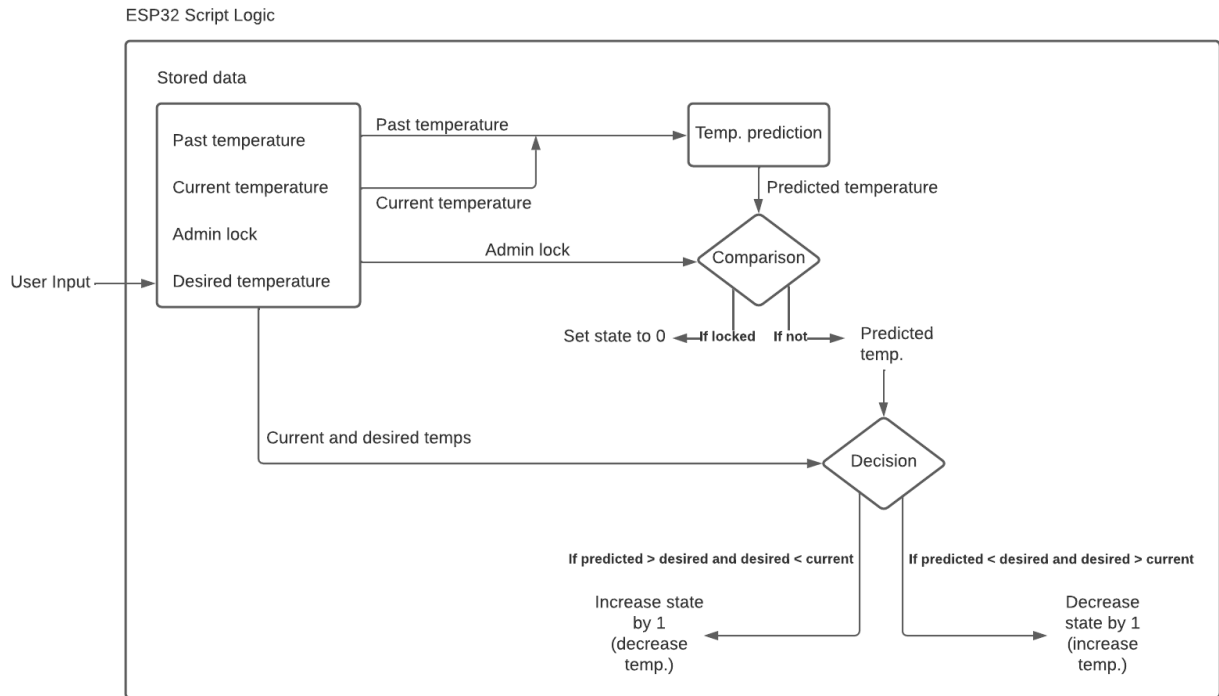 ESP32 Script Logic
Stored data
Past temperature
Current temperature
Admin lock
Desired temperature
User Input
Past temperature
Current temperature
Temp. prediction
Predicted temperature
Admin lock
Comparison
Set state to 0
If locked
If not
Predicted
temp.
Current and desired temps
Decision
If predicted > desired and desired < current
If predicted < desired and desired > current
Increase state
by 1
(decrease
temp.)
Decrease
state by 1
(increase
temp.)